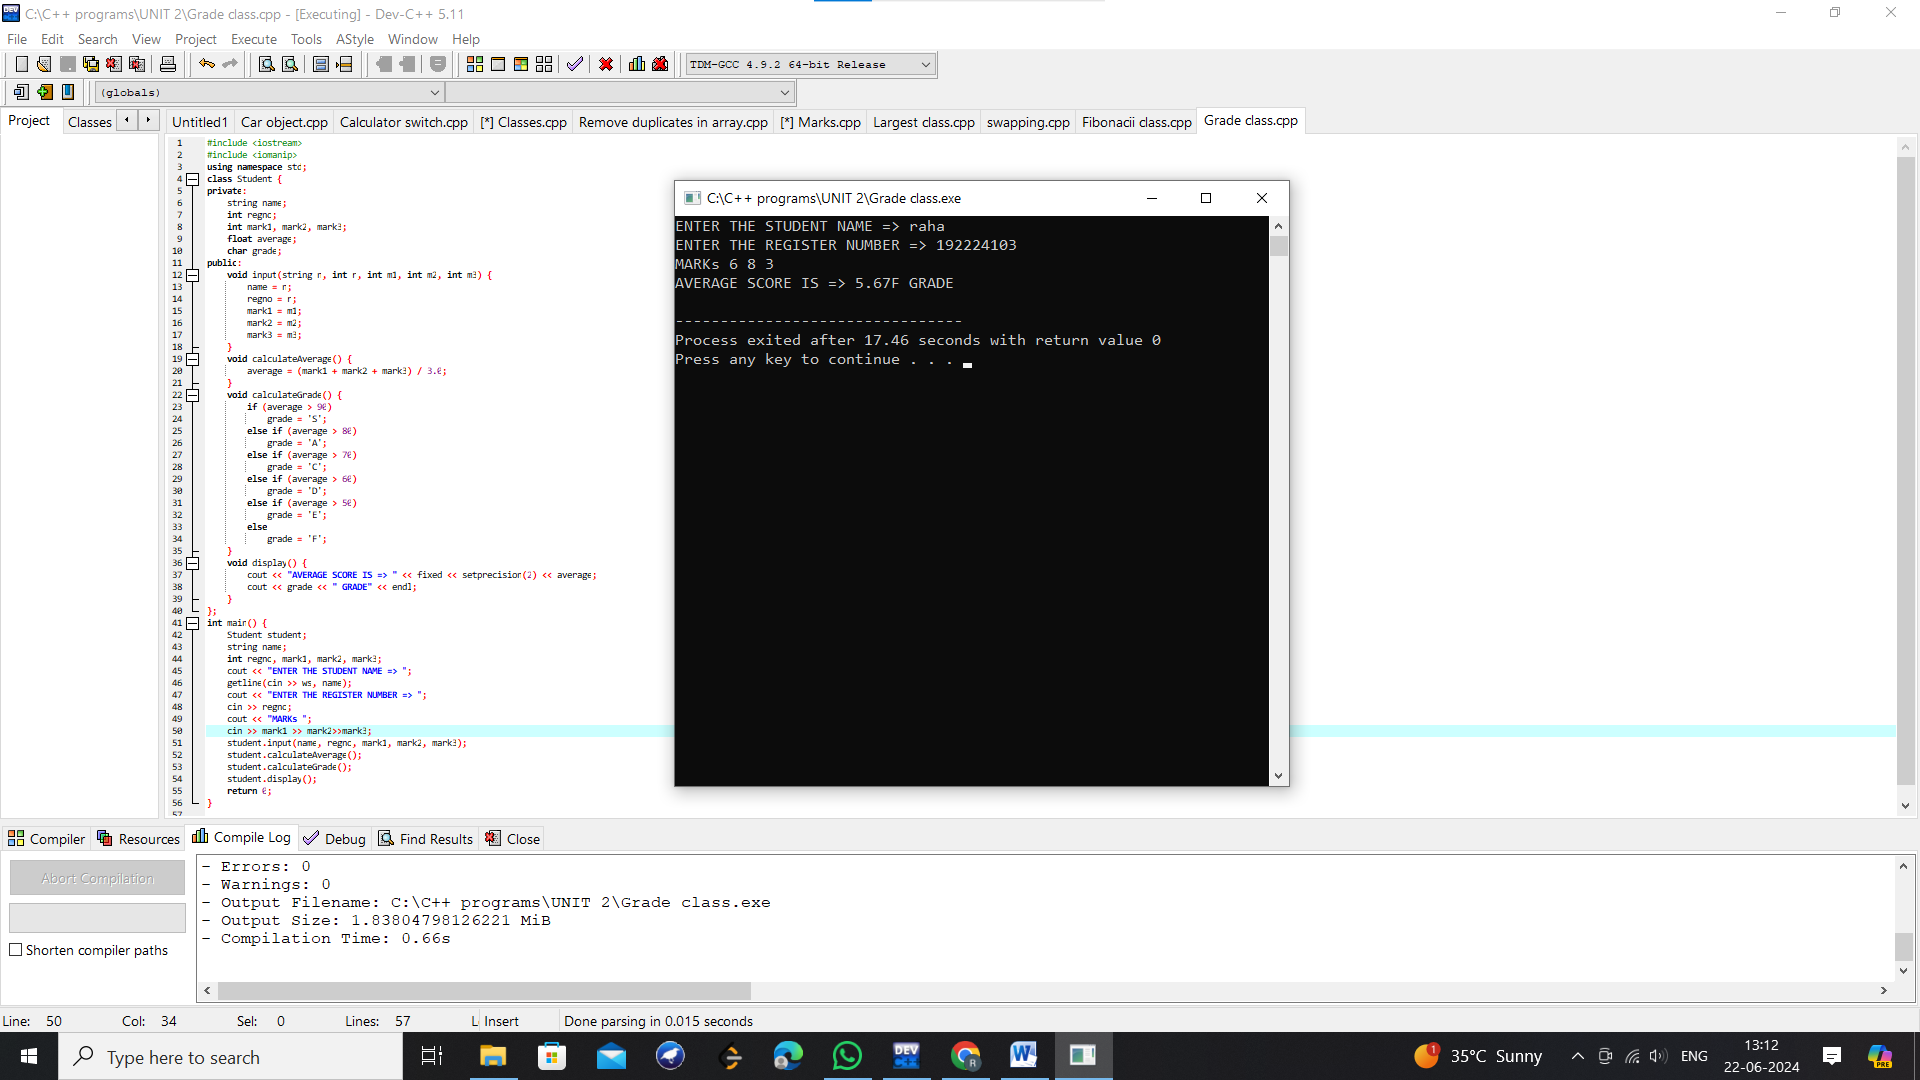 C:\C++ programs\UNIT 2\Grade class.cpp - [Executing] - Dev-C++ 5.11
File Edit Search View Project Execute Tools AStyle Window Help
TDM-GCC 4.9.2 64-bit Release
(globals)
Project Classes Untitled1 Car object.cpp Calculator switch.cpp [*] Classes.cpp Remove duplicates in array.cpp [*] Marks.cpp Largest class.cpp swapping.cpp Fibonacii class.cpp Grade class.cpp
1 #include <iostream>
2 #include <iomanip>
3 using namespace std;
4 class Student {
5 private:
6 string name;
7 int regno;
8 int mark1, mark2, mark3;
9 float average;
10 char grade;
11 public:
12 void input(string n, int r, int m1, int m2, int m3) {
13 name = n;
14 regno = r;
15 mark1 = m1;
16 mark2 = m2;
17 mark3 = m3;
18 }
19 void calculateAverage() {
20 average = (mark1 + mark2 + mark3) / 3.0;
21 }
22 void calculateGrade() {
23 if (average > 90)
24 grade = 'S';
25 else if (average > 80)
26 grade = 'A';
27 else if (average > 70)
28 grade = 'C';
29 else if (average > 60)
30 grade = 'D';
31 else if (average > 50)
32 grade = 'E';
33 else
34 grade = 'F';
35 }
36 void display() {
37 cout << "AVERAGE SCORE IS => " << fixed << setprecision(2) << average;
38 cout << grade << " GRADE" << endl;
39 }
40 };
41 int main() {
42 Student student;
43 string name;
44 int regno, mark1, mark2, mark3;
45 cout << "ENTER THE STUDENT NAME => ";
46 getline(cin >> ws, name);
47 cout << "ENTER THE REGISTER NUMBER => ";
48 cin >> regno;
49 cout << "MARKs ";
50 cin >> mark1 >> mark2>>mark3;
51 student.input(name, regno, mark1, mark2, mark3);
52 student.calculateAverage();
53 student.calculateGrade();
54 student.display();
55 return 0;
56 }
57
C:\C++ programs\UNIT 2\Grade class.exe
ENTER THE STUDENT NAME => raha
ENTER THE REGISTER NUMBER => 192224103
MARKs 6 8 3
AVERAGE SCORE IS => 5.67F GRADE
--------------------------------
Process exited after 17.46 seconds with return value 0
Press any key to continue . . .
Compiler Resources Compile Log Debug Find Results Close
Abort Compilation
Shorten compiler paths
- Errors: 0
- Warnings: 0
- Output Filename: C:\C++ programs\UNIT 2\Grade class.exe
- Output Size: 1.83804798126221 MiB
- Compilation Time: 0.66s
Line: 50 Col: 34 Sel: 0 Lines: 57 L Insert Done parsing in 0.015 seconds
Type here to search
DEV
C++
R
1
35°C Sunny
ENG
13:12
22-06-2024
PRE